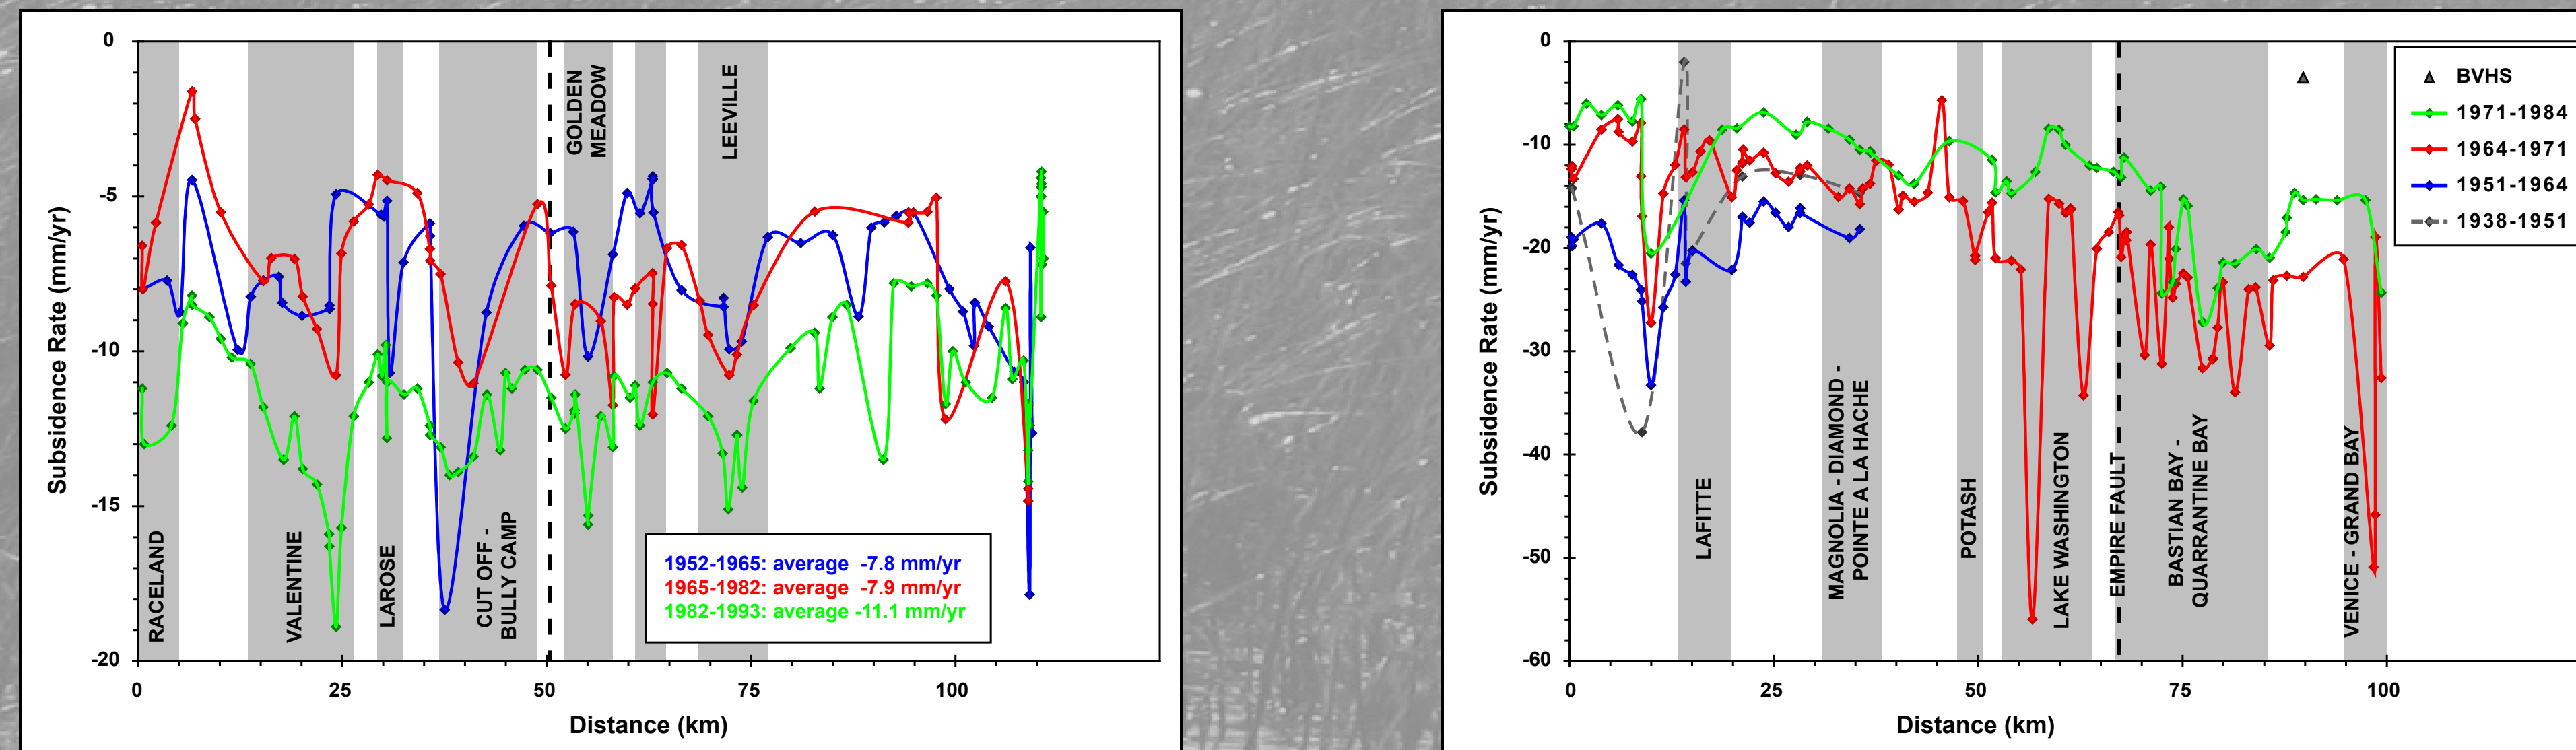 0
-5
-10
-15
-20
Subsidence Rate (mm/yr)
RACELAND
VALENTINE
LAROSE
CUT OFF -
BULLY CAMP
GOLDEN
MEADOW
LEEVILLE
1952-1965: average -7.8 mm/yr
1965-1982: average -7.9 mm/yr
1982-1993: average -11.1 mm/yr
0 25 50 75 100
Distance (km)
0
-10
-20
-30
-40
-50
-60
Subsidence Rate (mm/yr)
LAFITTE
MAGNOLIA - DIAMOND -
POINTE A LA HACHE
POTASH
LAKE WASHINGTON
EMPIRE FAULT
BASTIAN BAY -
QUARRANTINE BAY
VENICE - GRAND BAY
BVHS
1971-1984
1964-1971
1951-1964
1938-1951
0 25 50 75 100
Distance (km)